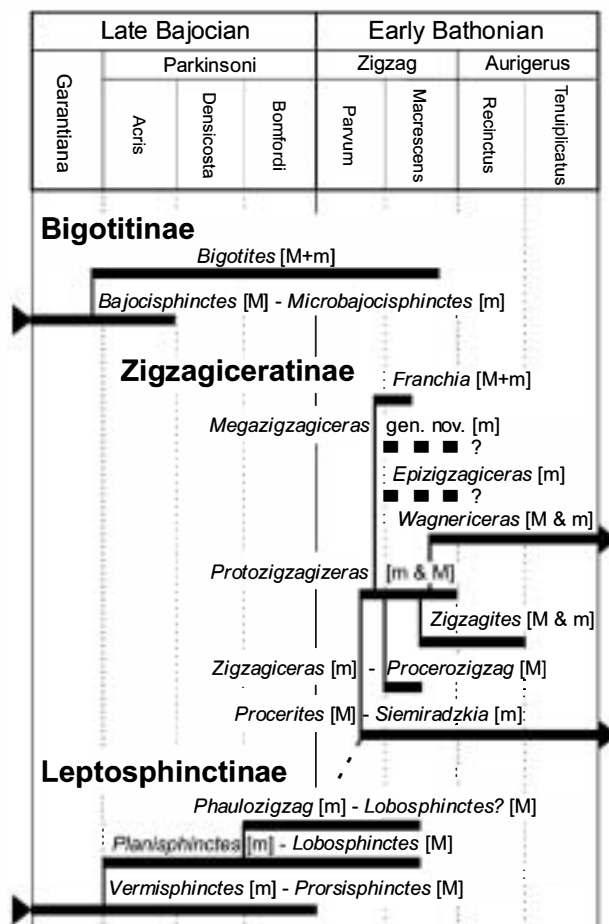 Late Bajocian Early Bathonian
Garantiana Parkinsoni Zigzag Aurigerus
Acris Densicosta Bomfordi Parvum Macrescens Recinctus Tenuiplicatus
Bigotitinae
Bigotites [M+m]
Bajocisphinctes [M] - Microbajocisphinctes [m]
Zigzagiceratinae
Franchia [M+m]
Megazigzagiceras gen. nov. [m]
?
Epizigzagiceras [m]
?
Wagnericeras [M & m]
Protozigzagizeras [m & M]
Zigzagites [M & m]
Zigzagiceras [m] - Procerozigzag [M]
Procerites [M] - Siemiradzkia [m]
Leptosphinctinae
Phaulozigzag [m] - Lobosphinctes? [M]
Planisphinctes [m] - Lobosphinctes [M]
Vermisphinctes [m] - Prorsisphinctes [M]